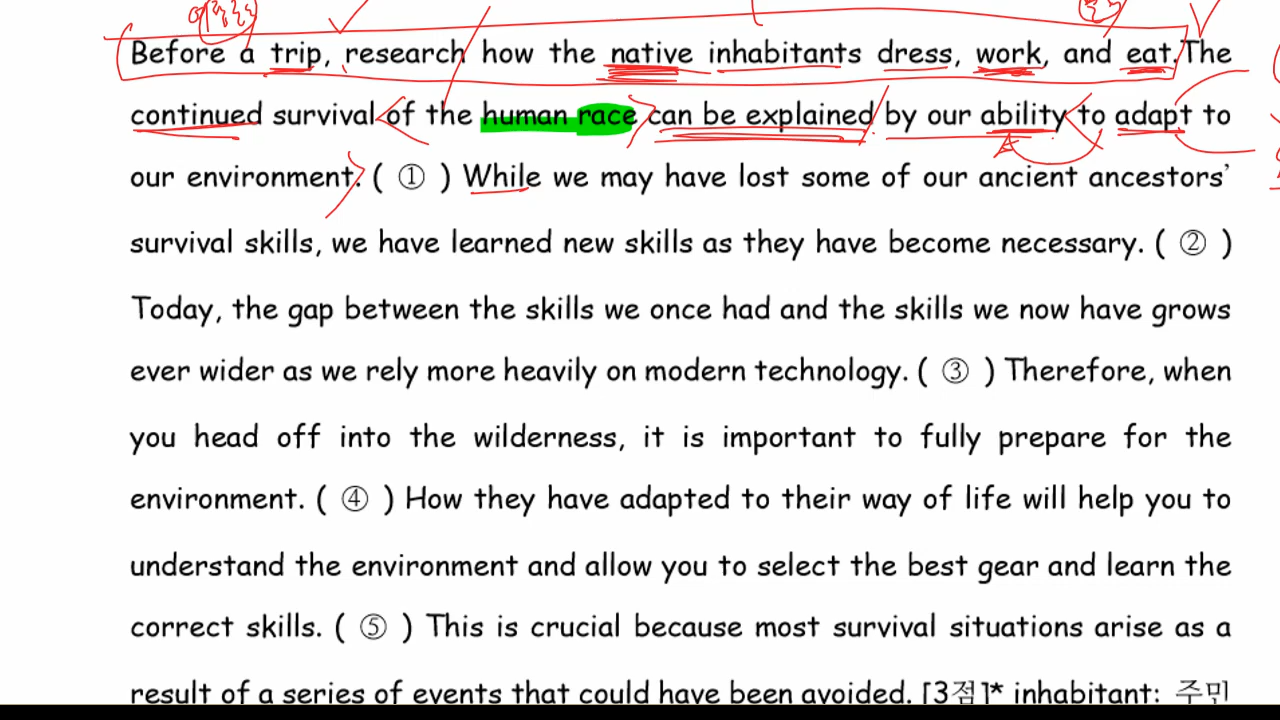 Before a trip, research how the native inhabitants dress, work, and eat. The
continued survival of the human race can be explained by our ability to adapt to
our environment. ( ① ) While we may have lost some of our ancient ancestors’
survival skills, we have learned new skills as they have become necessary. ( ② )
Today, the gap between the skills we once had and the skills we now have grows
ever wider as we rely more heavily on modern technology. ( ③ ) Therefore, when
you head off into the wilderness, it is important to fully prepare for the
environment. ( ④ ) How they have adapted to their way of life will help you to
understand the environment and allow you to select the best gear and learn the
correct skills. ( ⑤ ) This is crucial because most survival situations arise as a
result of a series of events that could have been avoided. [3점]* inhabitant: 주민